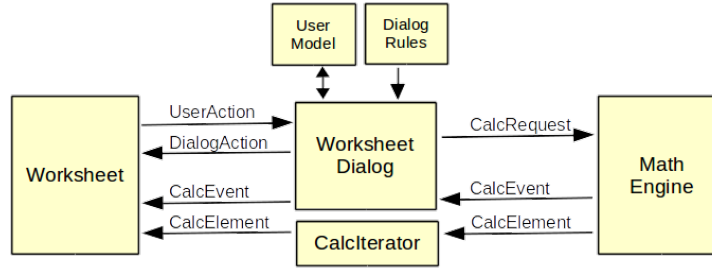 User
Model
Dialog
Rules
UserAction
DialogAction
CalcEvent
CalcElement
Worksheet
Worksheet
Dialog
CalcIterator
CalcRequest
CalcEvent
CalcElement
Math
Engine